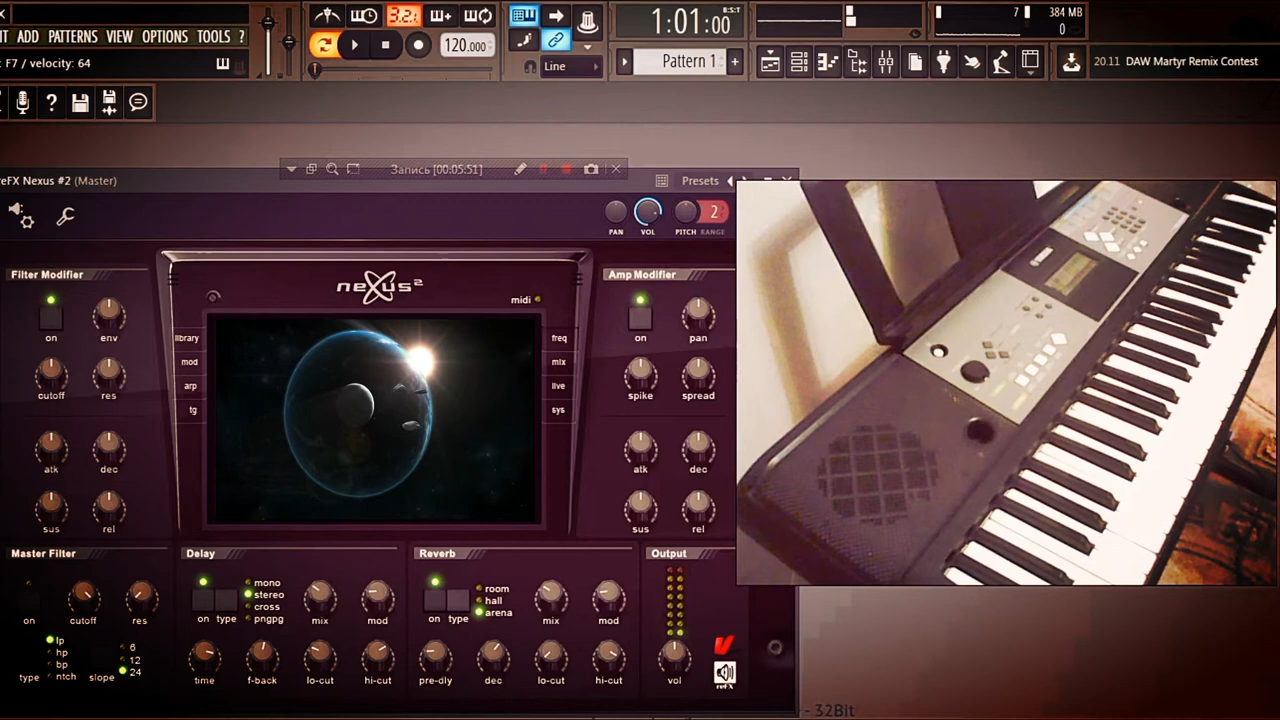 3.2. 1:01:00 B:S:T 7 384 MB
0
ADD PATTERNS VIEW OPTIONS TOOLS ?
120.000
F7 / velocity: 64
Line
Pattern 1 +
20.11 DAW Martyr Remix Contest
?
Запись [00:05:51]
reFX Nexus #2 (Master)
Presets
2
PAN VOL PITCH RANGE
Filter Modifier
on env
cutoff res
atk dec
sus rel
nexus²
midi
library
mod
arp
tg
freq
mix
live
sys
Amp Modifier
on pan
spike spread
atk dec
sus rel
Master Filter
on cutoff res
lp
hp
bp
ntch
type
slope
6
12
24
Delay
on type
mono
stereo
cross
pngpg
mix mod
time f-back lo-cut hi-cut
Reverb
on type
room
hall
arena
mix mod
pre-dly dec lo-cut hi-cut
Output
vol
reFX
- 32Bit